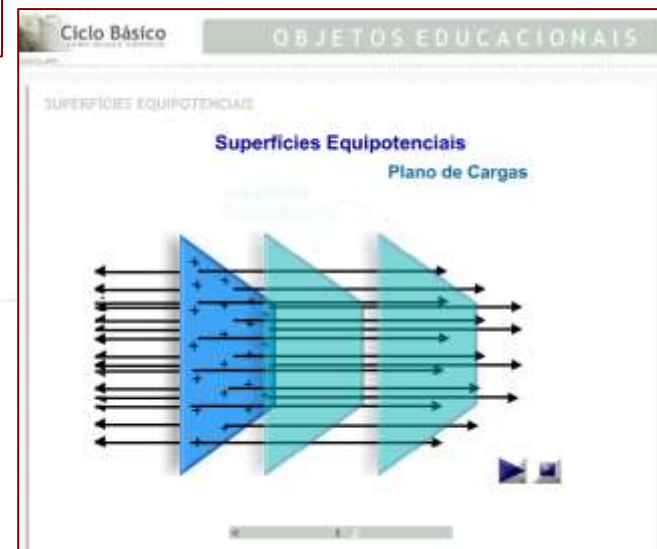 Ciclo Básico
OBJETOS EDUCACIONAIS
SUPERFÍCIES EQUIPOTENCIAIS
Superfícies Equipotenciais
Plano de Cargas